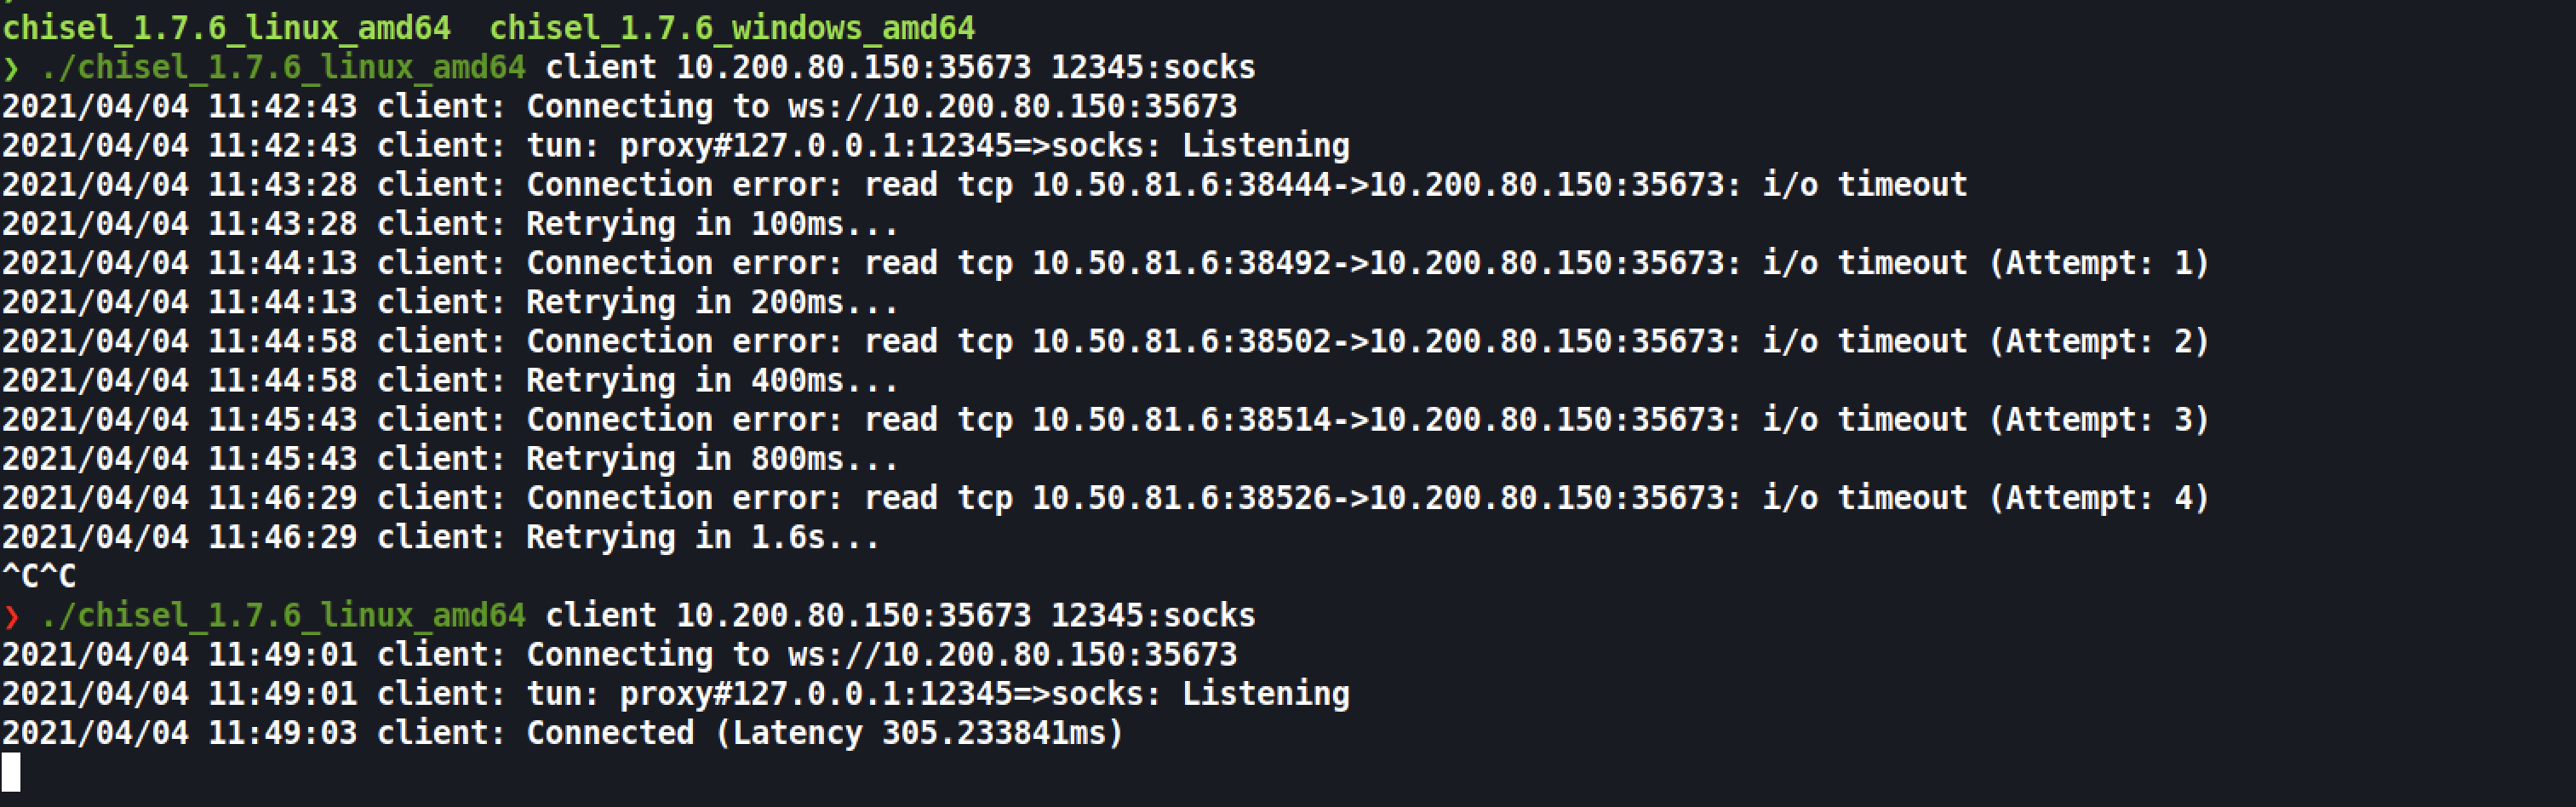 chisel_1.7.6_linux_amd64  chisel_1.7.6_windows_amd64
❯ ./chisel_1.7.6_linux_amd64 client 10.200.80.150:35673 12345:socks
2021/04/04 11:42:43 client: Connecting to ws://10.200.80.150:35673
2021/04/04 11:42:43 client: tun: proxy#127.0.0.1:12345=>socks: Listening
2021/04/04 11:43:28 client: Connection error: read tcp 10.50.81.6:38444->10.200.80.150:35673: i/o timeout
2021/04/04 11:43:28 client: Retrying in 100ms...
2021/04/04 11:44:13 client: Connection error: read tcp 10.50.81.6:38492->10.200.80.150:35673: i/o timeout (Attempt: 1)
2021/04/04 11:44:13 client: Retrying in 200ms...
2021/04/04 11:44:58 client: Connection error: read tcp 10.50.81.6:38502->10.200.80.150:35673: i/o timeout (Attempt: 2)
2021/04/04 11:44:58 client: Retrying in 400ms...
2021/04/04 11:45:43 client: Connection error: read tcp 10.50.81.6:38514->10.200.80.150:35673: i/o timeout (Attempt: 3)
2021/04/04 11:45:43 client: Retrying in 800ms...
2021/04/04 11:46:29 client: Connection error: read tcp 10.50.81.6:38526->10.200.80.150:35673: i/o timeout (Attempt: 4)
2021/04/04 11:46:29 client: Retrying in 1.6s...
^C^C
❯ ./chisel_1.7.6_linux_amd64 client 10.200.80.150:35673 12345:socks
2021/04/04 11:49:01 client: Connecting to ws://10.200.80.150:35673
2021/04/04 11:49:01 client: tun: proxy#127.0.0.1:12345=>socks: Listening
2021/04/04 11:49:03 client: Connected (Latency 305.233841ms)